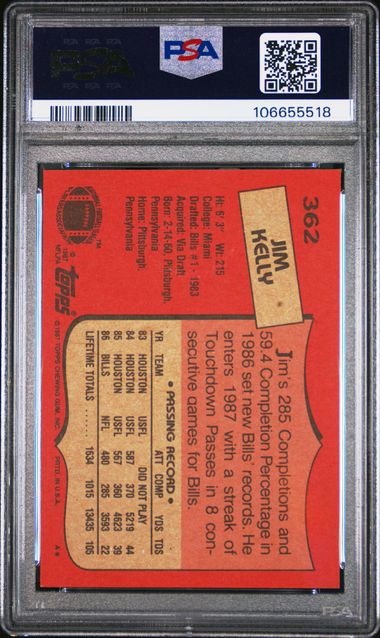 PSA
106655518
362
JIM
KELLY
Ht: 6' 3" Wt: 215
College: Miami
Drafted: Bills #1 - 1983
Acquired: Via Draft
Born: 2-14-60, Pittsburgh,
Pennsylvania
Home: Pittsburgh,
Pennsylvania
Jim's 285 Completions and
59.4 Completion Percentage in
1986 set new Bills records. He
enters 1987 with a streak of
Touchdown Passes in 8 con-
secutive games for Bills.
• PASSING RECORD •
YR TEAM ATT COMP YDS TDS
83 HOUSTON USFL DID NOT PLAY
84 HOUSTON USFL 587 370 5219 44
85 HOUSTON USFL 567 360 4623 39
86 BILLS NFL 480 285 3593 22
LIFETIME TOTALS . . . 1634 1015 13435 105
TM
© 1987
topps
© 1987 TOPPS CHEWING GUM, INC. PRTD. IN U.S.A.
PSA